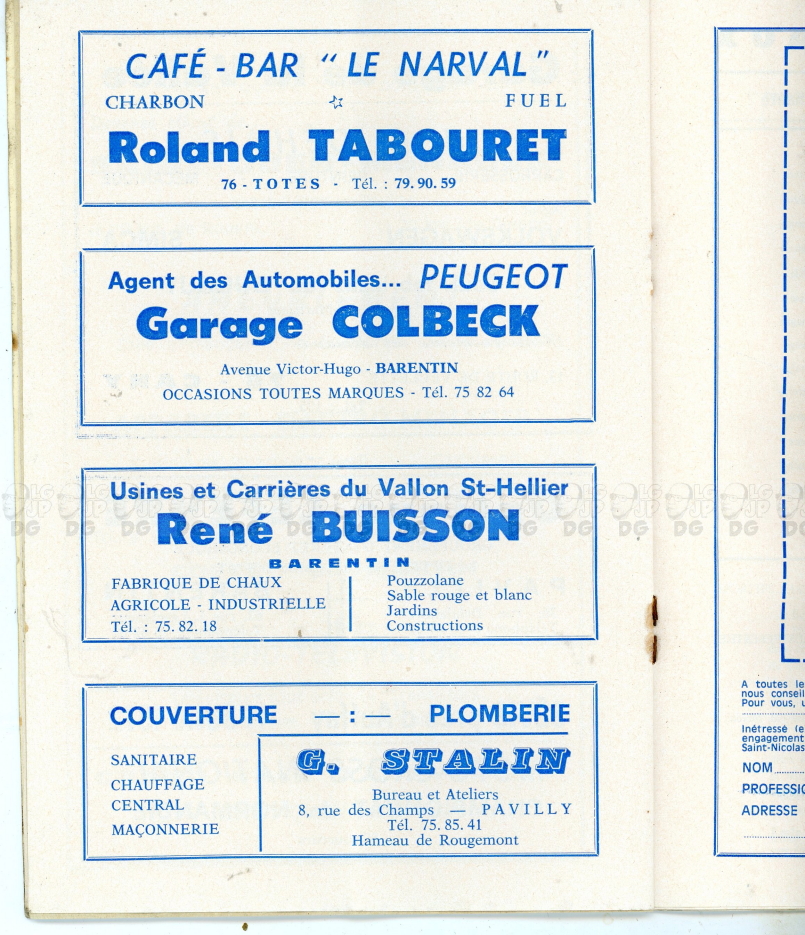 CAFÉ - BAR " LE NARVAL "
CHARBON ☆ FUEL
Roland TABOURET
76 - TOTES - Tél. : 79.90.59
Agent des Automobiles... PEUGEOT
Garage COLBECK
Avenue Victor-Hugo - BARENTIN
OCCASIONS TOUTES MARQUES - Tél. 75 82 64
Usines et Carrières du Vallon St-Hellier
René BUISSON
BARENTIN
FABRIQUE DE CHAUX
AGRICOLE - INDUSTRIELLE
Tél. : 75.82.18
Pouzzolane
Sable rouge et blanc
Jardins
Constructions
COUVERTURE — : — PLOMBERIE
SANITAIRE
CHAUFFAGE
CENTRAL
MAÇONNERIE
G. STALIN
Bureau et Ateliers
8, rue des Champs — PAVILLY
Tél. 75.85.41
Hameau de Rougemont
A toutes le
nous conseil
Pour vous, u
Inétressé (e
engagement
Saint-Nicolas
NOM
PROFESSIO
ADRESSE